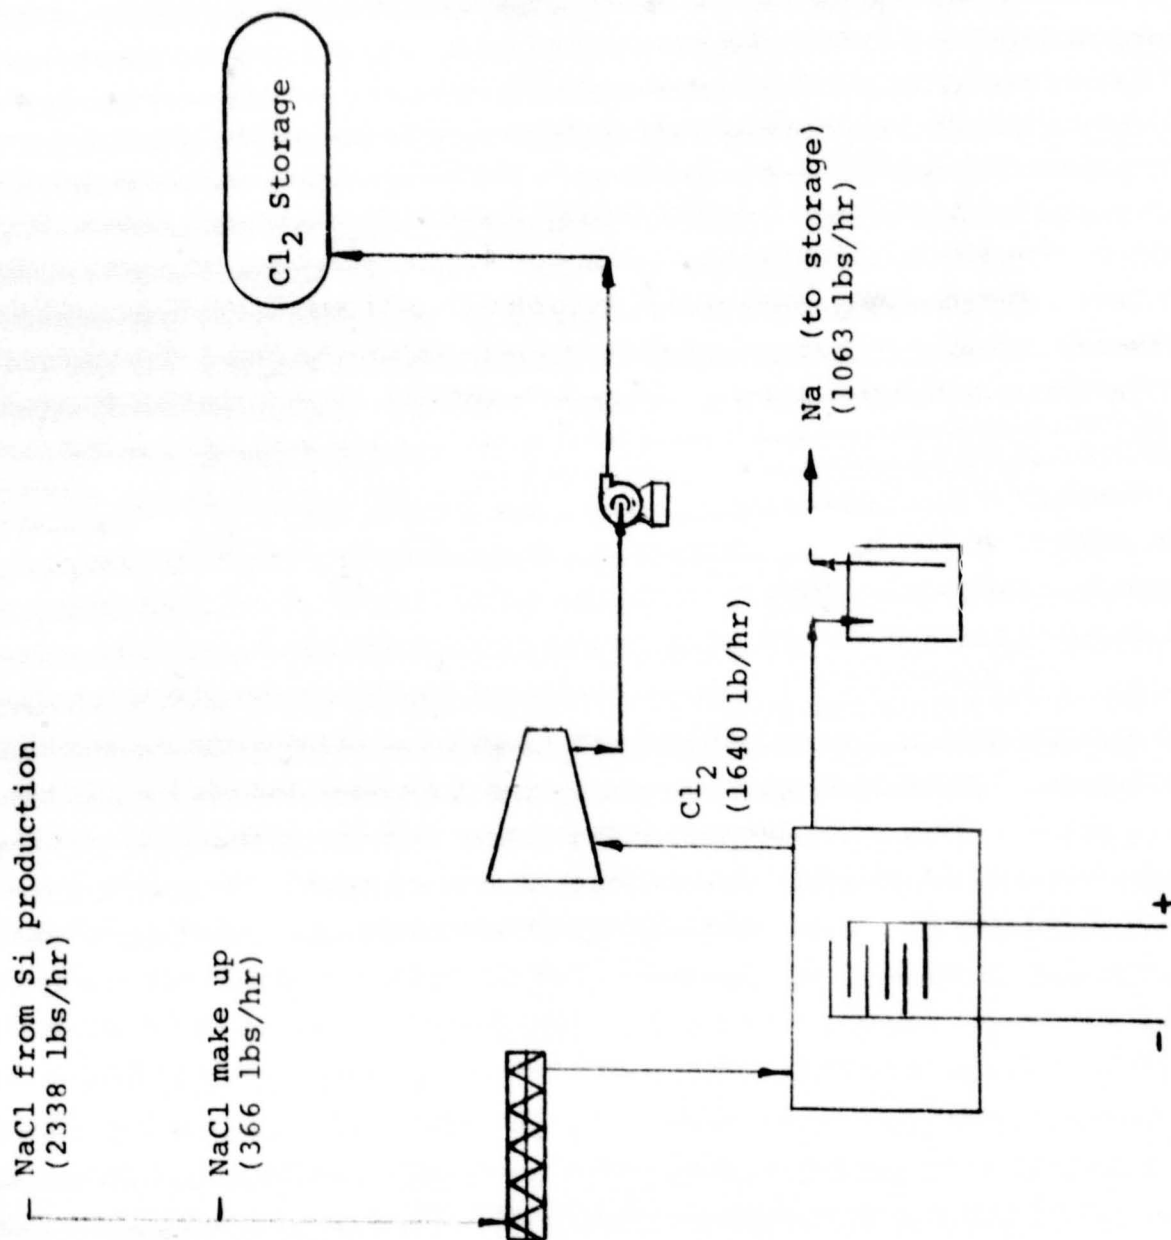 NaCl from Si production
(2338 lbs/hr)
NaCl make up
(366 lbs/hr)
Cl2
(1640 lb/hr)
Cl2 Storage
Na (to storage)
(1063 lbs/hr)
-
+